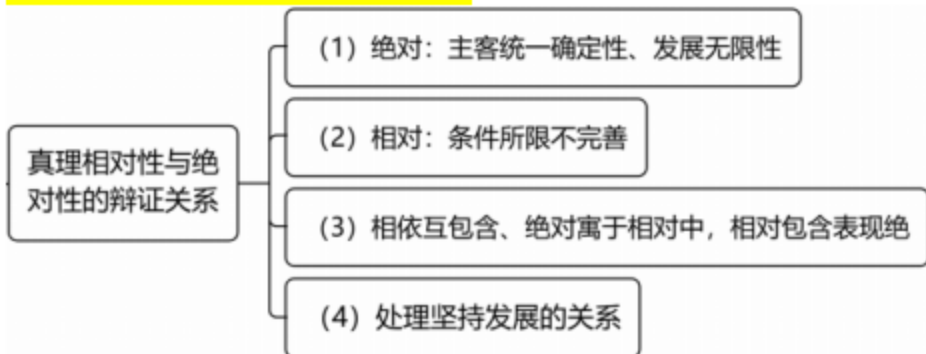 （1）绝对：主客统一确定性、发展无限性
（2）相对：条件所限不完善
真理相对性与绝
对性的辩证关系
（3）相依互包含、绝对寓于相对中，相对包含表现绝
（4）处理坚持发展的关系